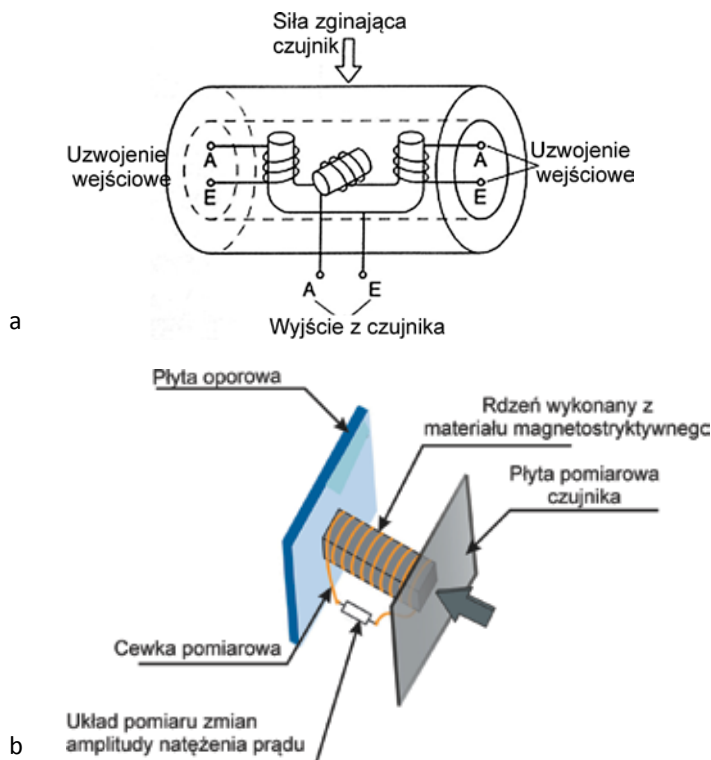 Siła zginająca
czujnik
Uzwojenie
wejściowe
A
E
A
E
Uzwojenie
wejściowe
A
E
Wyjście z czujnika
a
Płyta oporowa
Rdzeń wykonany z
materiału magnetostryktywnegc
Płyta pomiarowa
czujnika
Cewka pomiarowa
Układ pomiaru zmian
amplitudy natężenia prądu
b